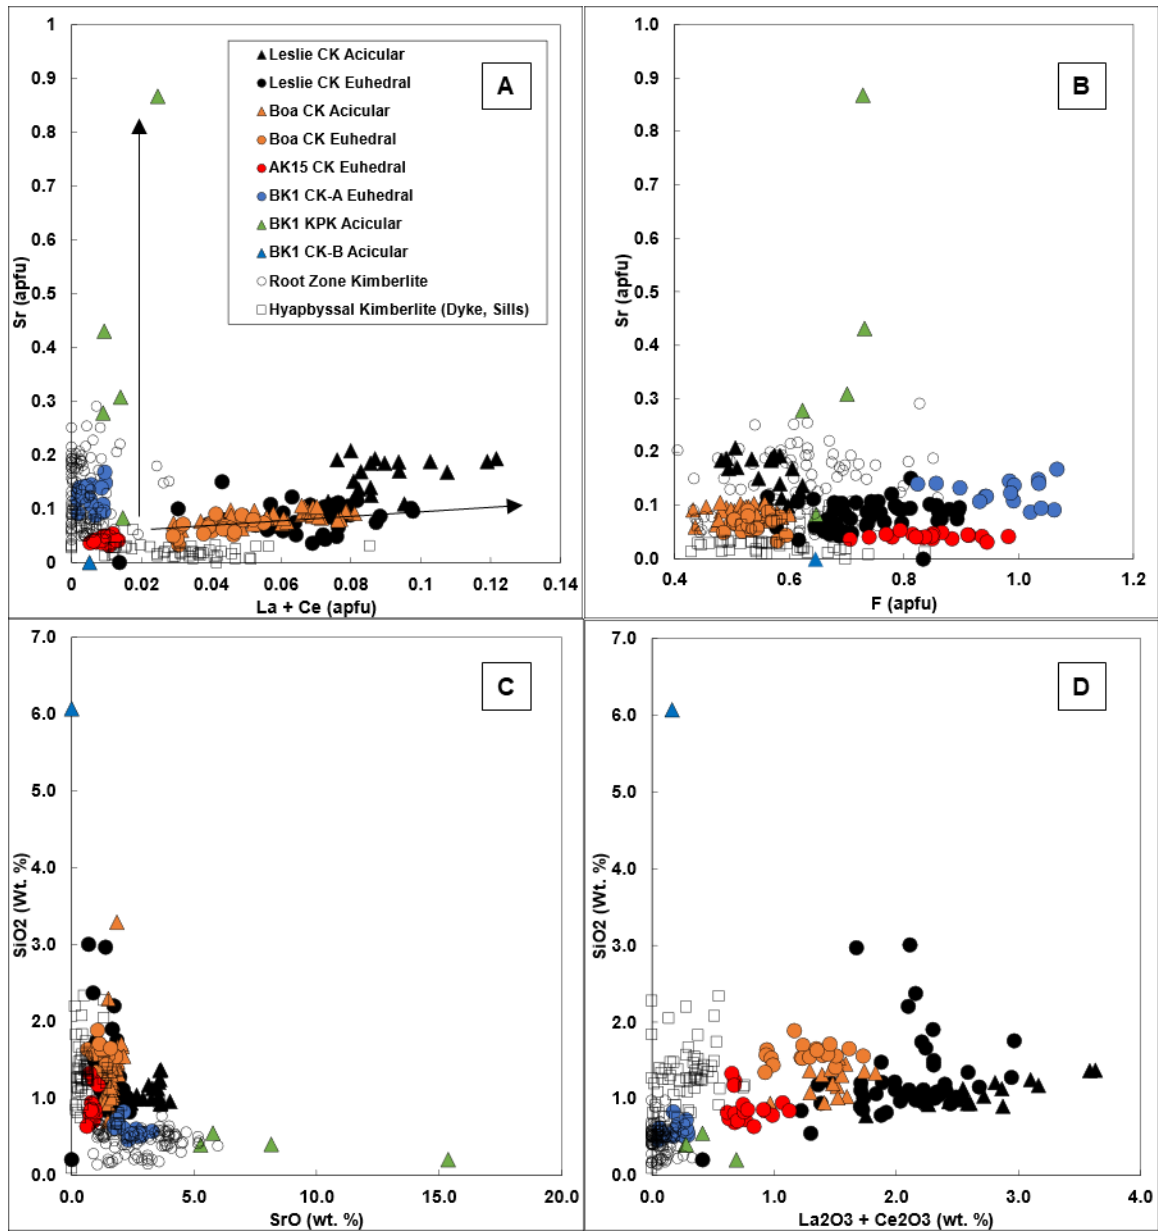 1
0.9
0.8
0.7
0.6
0.5
0.4
0.3
0.2
0.1
0
Sr (apfu)
0
0.02
0.04
0.06
0.08
0.1
0.12
0.14
La + Ce (apfu)
A
Leslie CK Acicular
Leslie CK Euhedral
Boa CK Acicular
Boa CK Euhedral
AK15 CK Euhedral
BK1 CK-A Euhedral
BK1 KPK Acicular
BK1 CK-B Acicular
Root Zone Kimberlite
Hyapbyssal Kimberlite (Dyke, Sills)
1.0
0.9
0.8
0.7
0.6
0.5
0.4
0.3
0.2
0.1
0.0
Sr (apfu)
0.4
0.6
0.8
1.0
1.2
F (apfu)
B
7.0
6.0
5.0
4.0
3.0
2.0
1.0
0.0
SiO2 (Wt. %)
0.0
5.0
10.0
15.0
20.0
SrO (wt. %)
C
7.0
6.0
5.0
4.0
3.0
2.0
1.0
0.0
SiO2 (Wt. %)
0.0
1.0
2.0
3.0
4.0
La2O3 + Ce2O3 (wt. %)
D